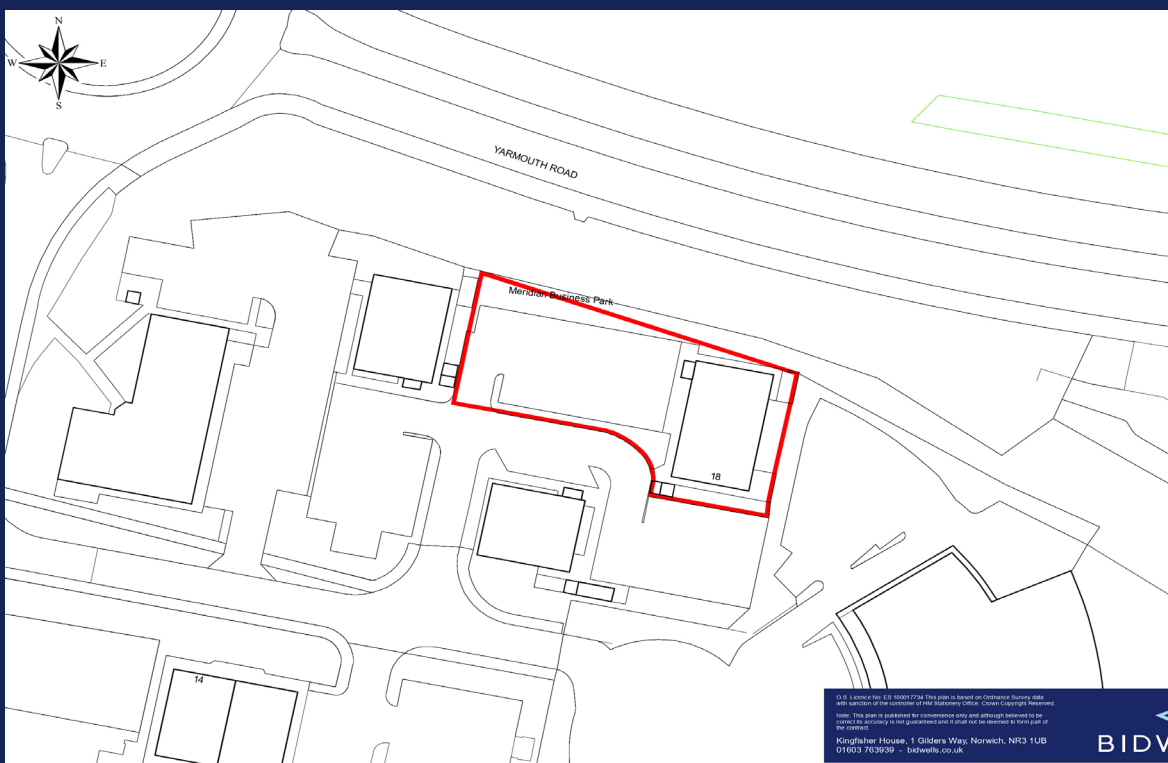 N
W
E
S
YARMOUTH ROAD
Meridian Business Park
18
14
O.S. Licence No: ES 100017734 This plan is based on Ordnance Survey data
with sanction of the controller of HM Stationery Office. Crown Copyright Reserved.
Note: This plan is published for convenience only and although believed to be
correct its accuracy is not guaranteed and it shall not be deemed to form part of
the contract.
Kingfisher House, 1 Gilders Way, Norwich, NR3 1UB
01603 763939 - bidwells.co.uk